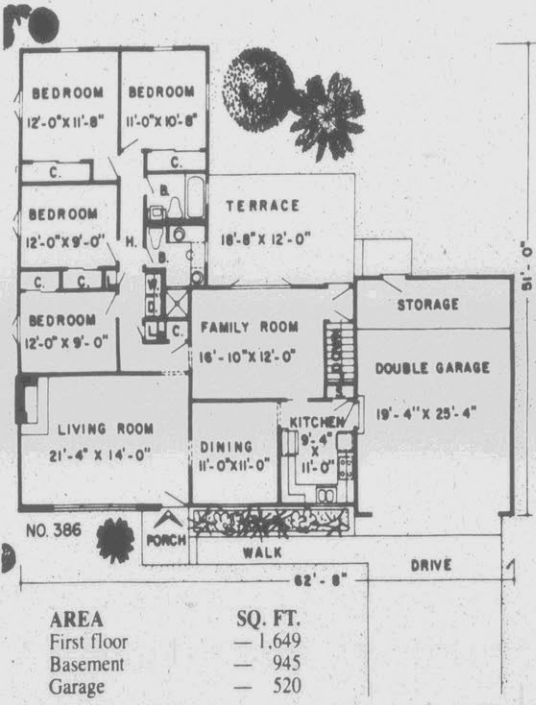 BEDROOM
12'-0"X11'-8"
BEDROOM
11'-0"X10'-8"
C.
C.
B.
TERRACE
18'-8" X 12'-0"
BEDROOM
12'-0"X 9'-0"
H.
B.
C
C.
C.
L
W.
D.
L
C.
BEDROOM
12'-0"X 9'-0"
FAMILY ROOM
16'-10"X12'-0"
DOWN
STORAGE
DOUBLE GARAGE
19'-4" X 25'-4"
51'-0"
LIVING ROOM
21'-4" X 14'-0"
DINING
11'-0"X11'-0"
KITCHEN
9'-4"
X
11'-0"
NO. 386
PORCH
WALK
DRIVE
62'-8"
AREA SQ. FT.
First floor — 1,649
Basement — 945
Garage — 520